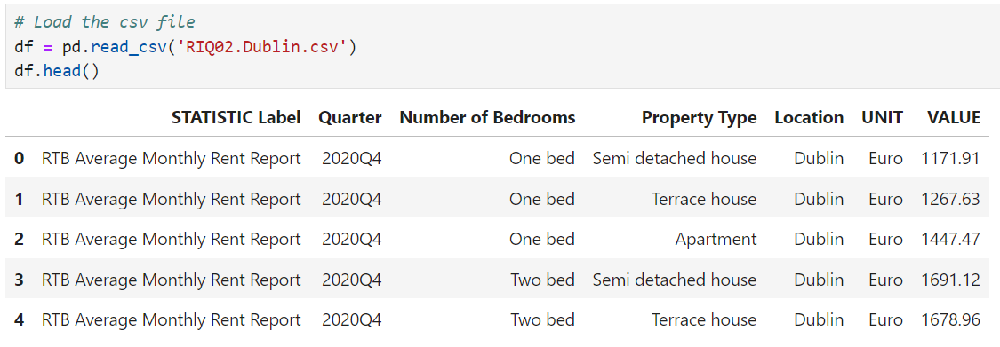 # Load the csv file
df = pd.read_csv('RIQ02.Dublin.csv')
df.head()
STATISTIC Label Quarter Number of Bedrooms Property Type Location UNIT VALUE
0 RTB Average Monthly Rent Report 2020Q4 One bed Semi detached house Dublin Euro 1171.91
1 RTB Average Monthly Rent Report 2020Q4 One bed Terrace house Dublin Euro 1267.63
2 RTB Average Monthly Rent Report 2020Q4 One bed Apartment Dublin Euro 1447.47
3 RTB Average Monthly Rent Report 2020Q4 Two bed Semi detached house Dublin Euro 1691.12
4 RTB Average Monthly Rent Report 2020Q4 Two bed Terrace house Dublin Euro 1678.96